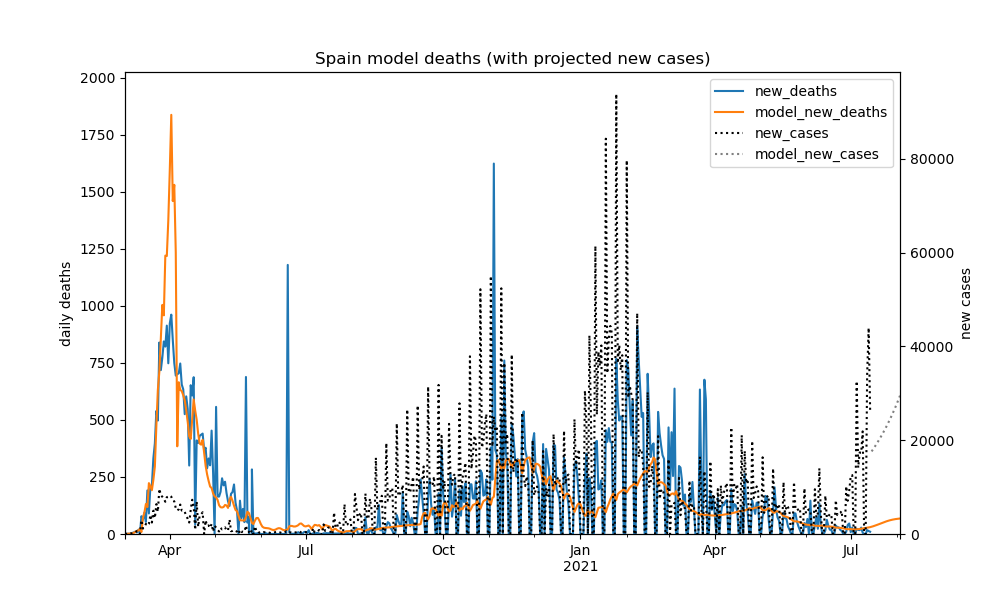 Spain model deaths (with projected new cases)
2000
1750
1500
1250
1000
750
500
250
0
daily deaths
80000
60000
40000
20000
0
new cases
new_deaths
model_new_deaths
new_cases
model_new_cases
Apr
Jul
Oct
Jan
2021
Apr
Jul